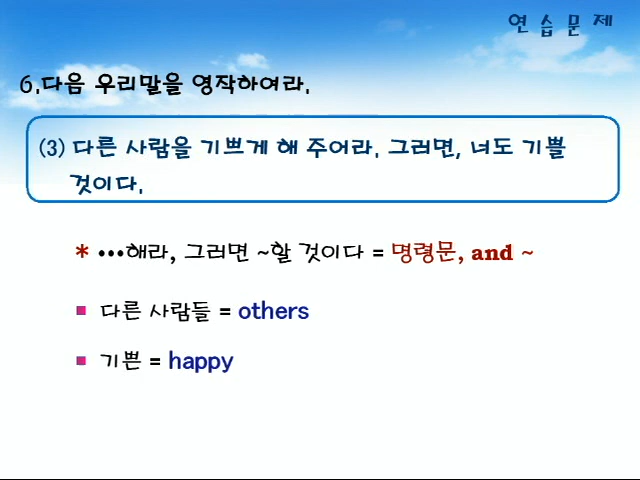 연 습 문 제
6.다음 우리말을 영작하여라.
(3) 다른 사람을 기쁘게 해 주어라. 그러면, 너도 기쁠
것이다.
* …해라, 그러면 ~할 것이다 = 명령문, and ~
▪ 다른 사람들 = others
▪ 기쁜 = happy